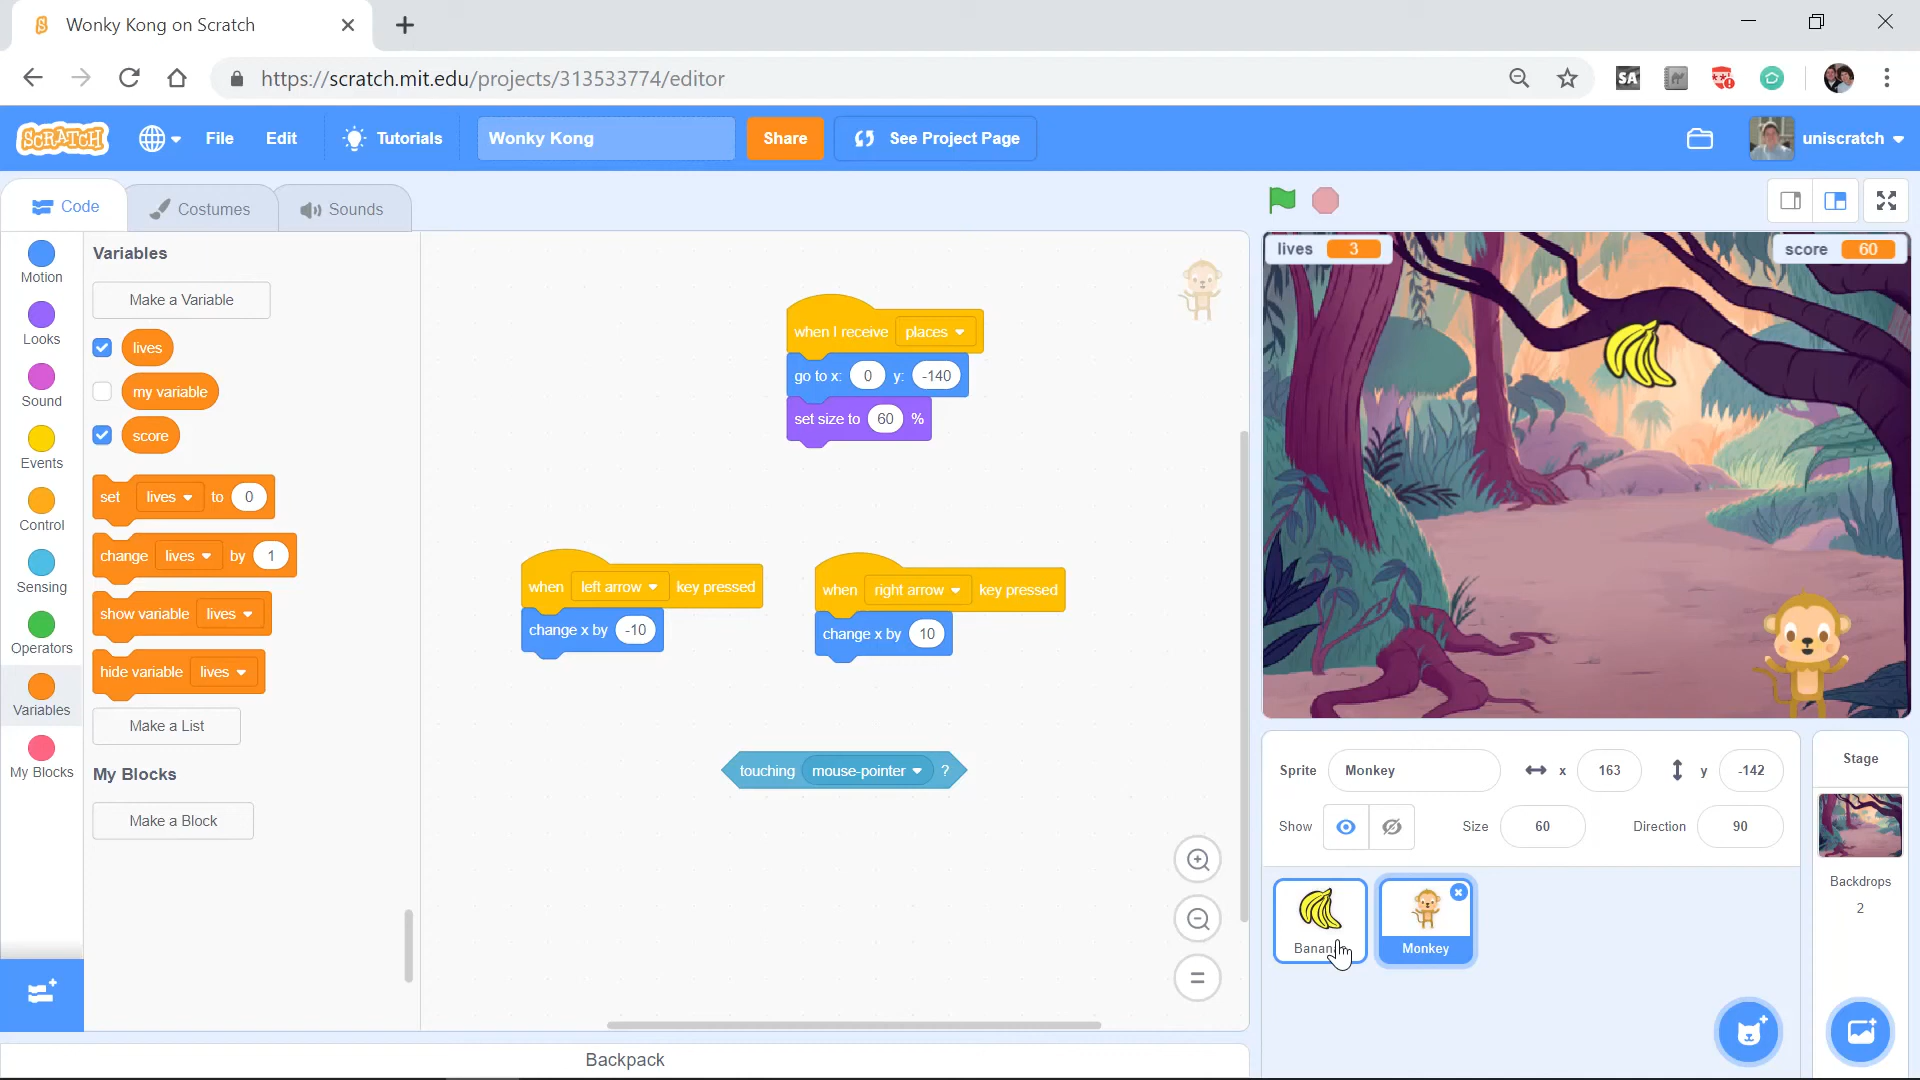 Wonky Kong on Scratch
https://scratch.mit.edu/projects/313533774/editor
SA
SCRATCH
File
Edit
Tutorials
Wonky Kong
Share
See Project Page
uniscratch
Code
Costumes
Sounds
Motion
Looks
Sound
Events
Control
Sensing
Operators
Variables
My Blocks
Variables
Make a Variable
lives
my variable
score
set lives to 0
change lives by 1
show variable lives
hide variable lives
Make a List
My Blocks
Make a Block
when I receive places
go to x: 0 y: -140
set size to 60 %
when left arrow key pressed
change x by -10
when right arrow key pressed
change x by 10
touching mouse-pointer ?
lives 3
score 60
Sprite Monkey x 163 y -142
Show Size 60 Direction 90
Monkey
Stage
Backdrops
2
Backpack